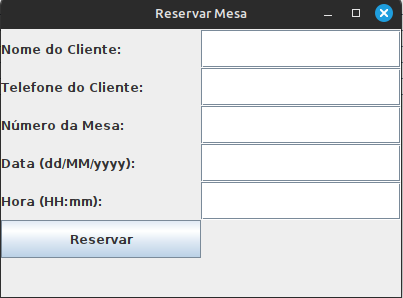 Reservar Mesa
Nome do Cliente:
Telefone do Cliente:
Número da Mesa:
Data (dd/MM/yyyy):
Hora (HH:mm):
Reservar